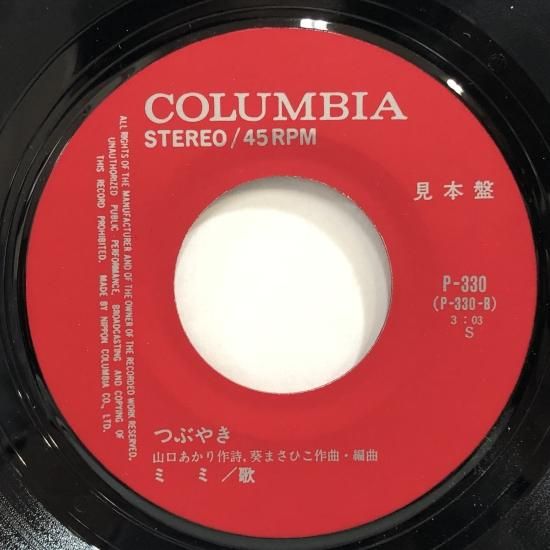 COLUMBIA
STEREO/45RPM
ALL RIGHTS OF THE MANUFACTURER AND OF THE OWNER OF THE RECORDED WORK RESERVED.
UNAUTHORIZED PUBLIC PERFORMANCE, BROADCASTING AND COPYING OF
THIS RECORD PROHIBITED. MADE BY NIPPON COLUMBIA CO., LTD.
見本盤
P-330
(P-330-B)
3:03
S
つぶやき
山口あかり作詩,葵まさひこ作曲・編曲
ミ ミ/歌